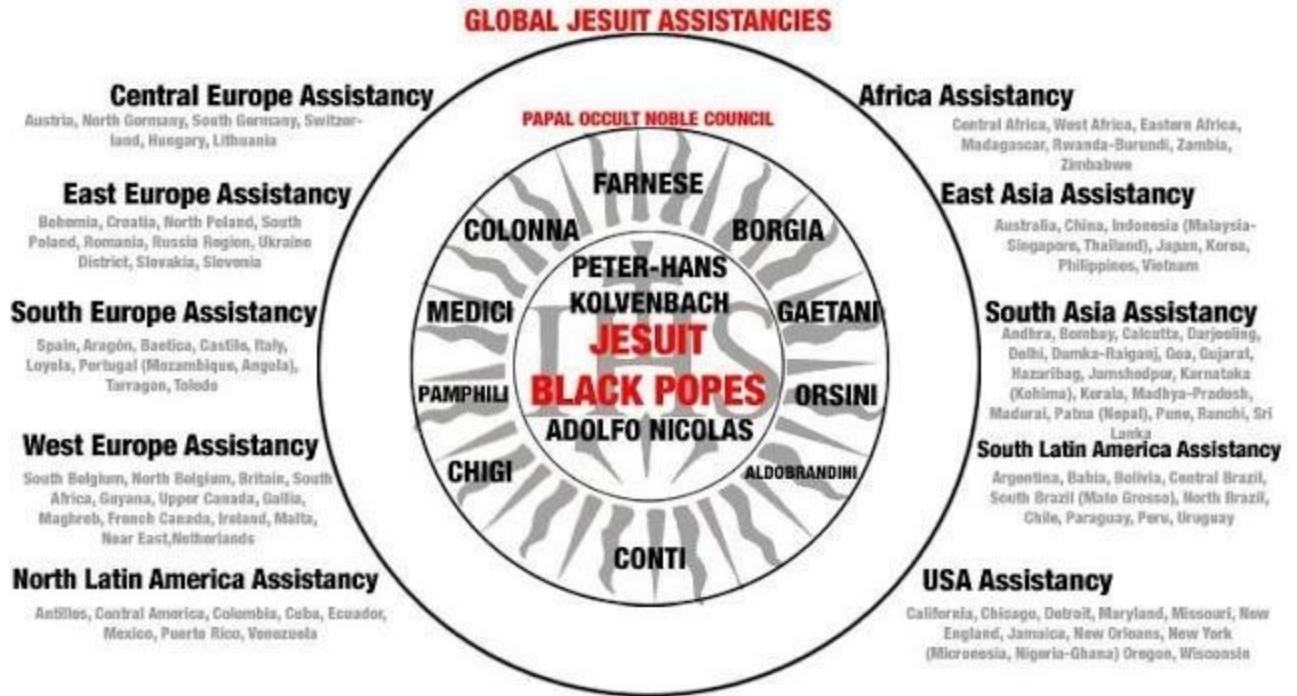 GLOBAL JESUIT ASSISTANCIES
Central Europe Assistancy
Austria, North Germany, South Germany, Switzer-
land, Hungary, Lithuania
East Europe Assistancy
Bohemia, Croatia, North Poland, South
Poland, Romania, Russia Region, Ukraine
District, Slovakia, Slovenia
South Europe Assistancy
Spain, Aragón, Baetica, Castile, Italy,
Loyola, Portugal (Mozambique, Angola),
Tarragon, Toledo
West Europe Assistancy
South Belgium, North Belgium, Britain, South
Africa, Guyana, Upper Canada, Gallia,
Maghreb, French Canada, Ireland, Malta,
Near East,Netherlands
North Latin America Assistancy
Antilles, Central America, Colombia, Cuba, Ecuador,
Mexico, Puerto Rico, Venezuela
PAPAL OCCULT NOBLE COUNCIL
FARNESE
COLONNA
BORGIA
MEDICI
GAETANI
PAMPHILI
ORSINI
CHIGI
ALDOBRANDINI
CONTI
IHS
PETER-HANS
KOLVENBACH
JESUIT
BLACK POPES
ADOLFO NICOLAS
Africa Assistancy
Central Africa, West Africa, Eastern Africa,
Madagascar, Rwanda-Burundi, Zambia,
Zimbabwe
East Asia Assistancy
Australia, China, Indonesia (Malaysia-
Singapore, Thailand), Japan, Korea,
Philippines, Vietnam
South Asia Assistancy
Andhra, Bombay, Calcutta, Darjeeling,
Delhi, Dumka-Raiganj, Goa, Gujarat,
Hazaribag, Jamshedpur, Karnataka
(Kohima), Kerala, Madhya-Pradesh,
Madurai, Patna (Nepal), Pune, Ranchi, Sri
Lanka
South Latin America Assistancy
Argentina, Bahia, Bolivia, Central Brazil,
South Brazil (Mato Grosso), North Brazil,
Chile, Paraguay, Peru, Uruguay
USA Assistancy
California, Chicago, Detroit, Maryland, Missouri, New
England, Jamaica, New Orleans, New York
(Micronesia, Nigeria-Ghana) Oregon, Wisconsin